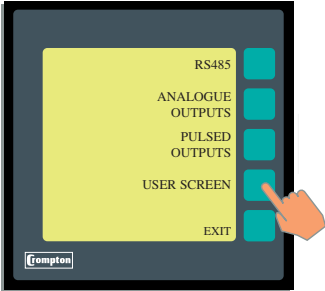 RS485
ANALOGUE
OUTPUTS
PULSED
OUTPUTS
USER SCREEN
EXIT
Crompton